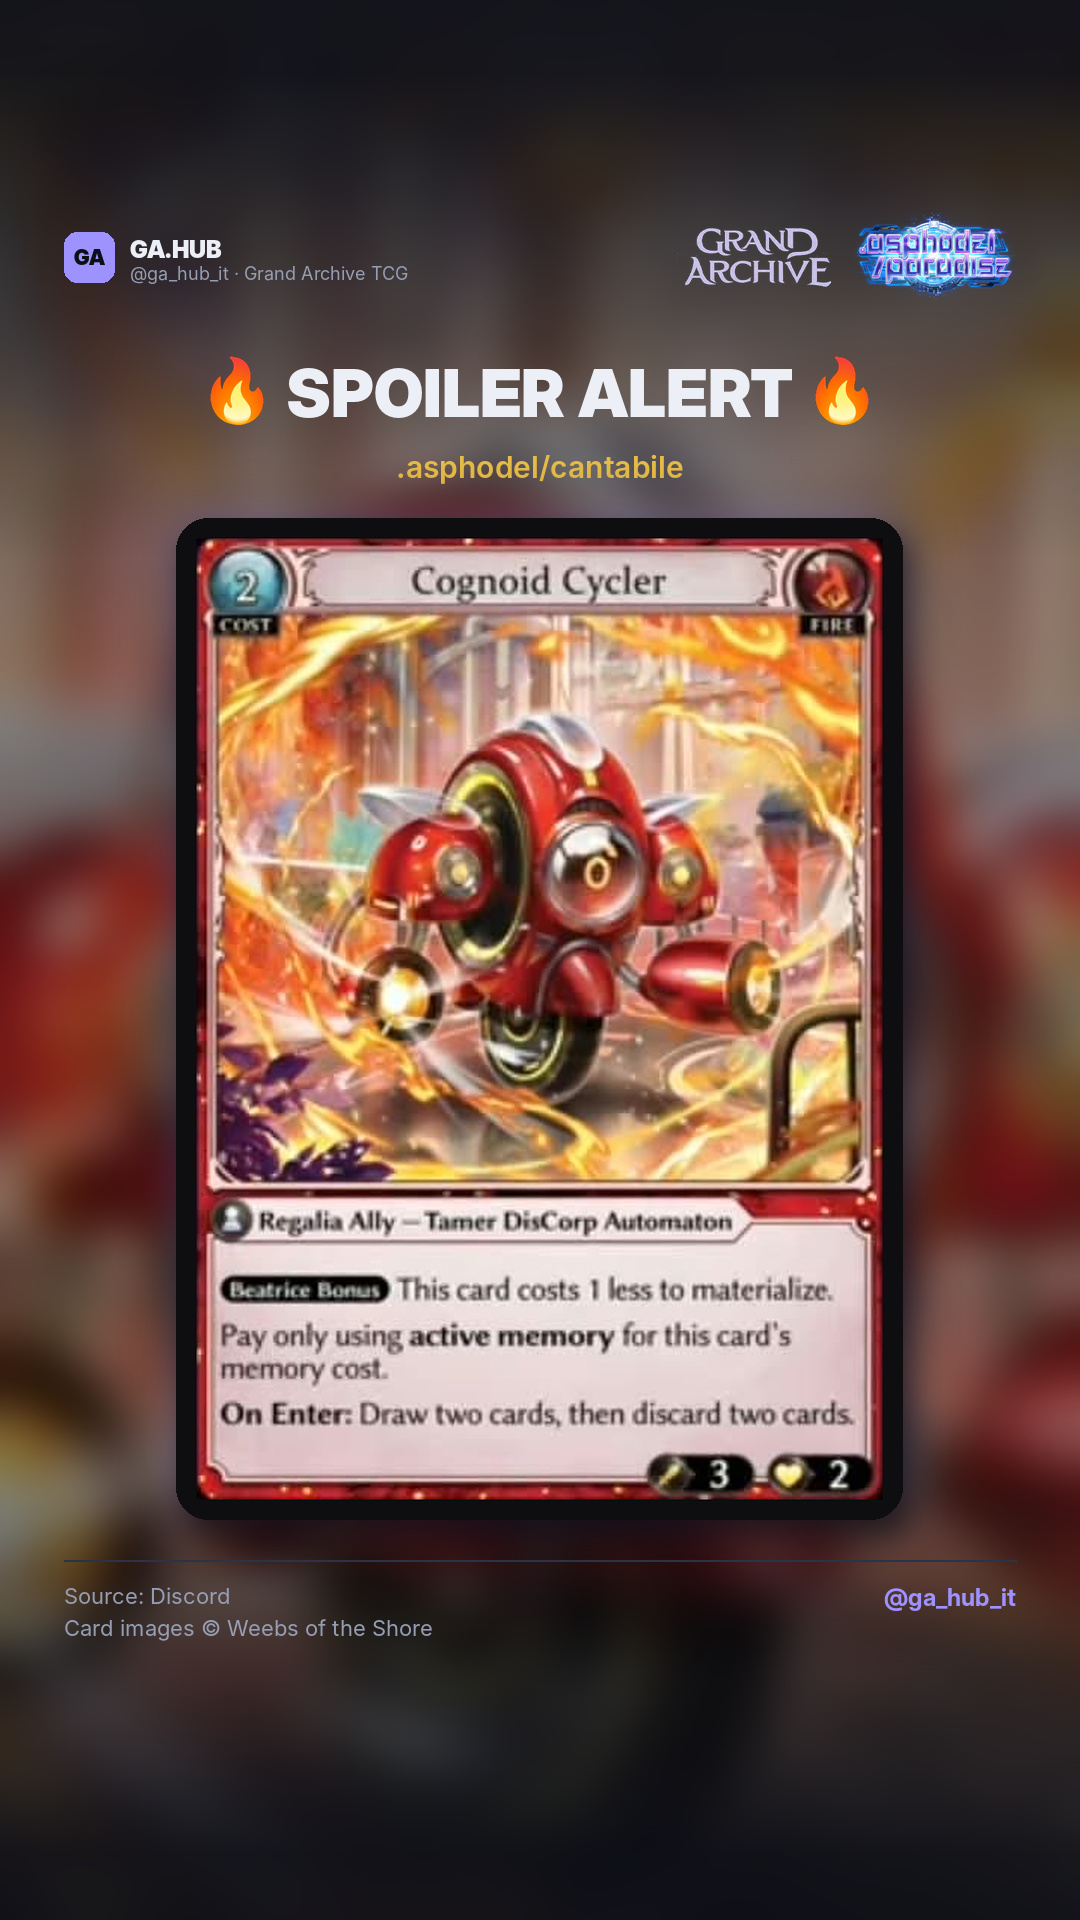 GA
GA.HUB
@ga_hub_it · Grand Archive TCG
GRAND
ARCHIVE
.asphodel
/paradise
🔥 SPOILER ALERT 🔥
.asphodel/cantabile
2
COST
Cognoid Cycler
FIRE
Regalia Ally — Tamer DisCorp Automaton
Beatrice Bonus This card costs 1 less to materialize.
Pay only using active memory for this card's
memory cost.
On Enter: Draw two cards, then discard two cards.
3
2
Source: Discord
@ga_hub_it
Card images © Weebs of the Shore